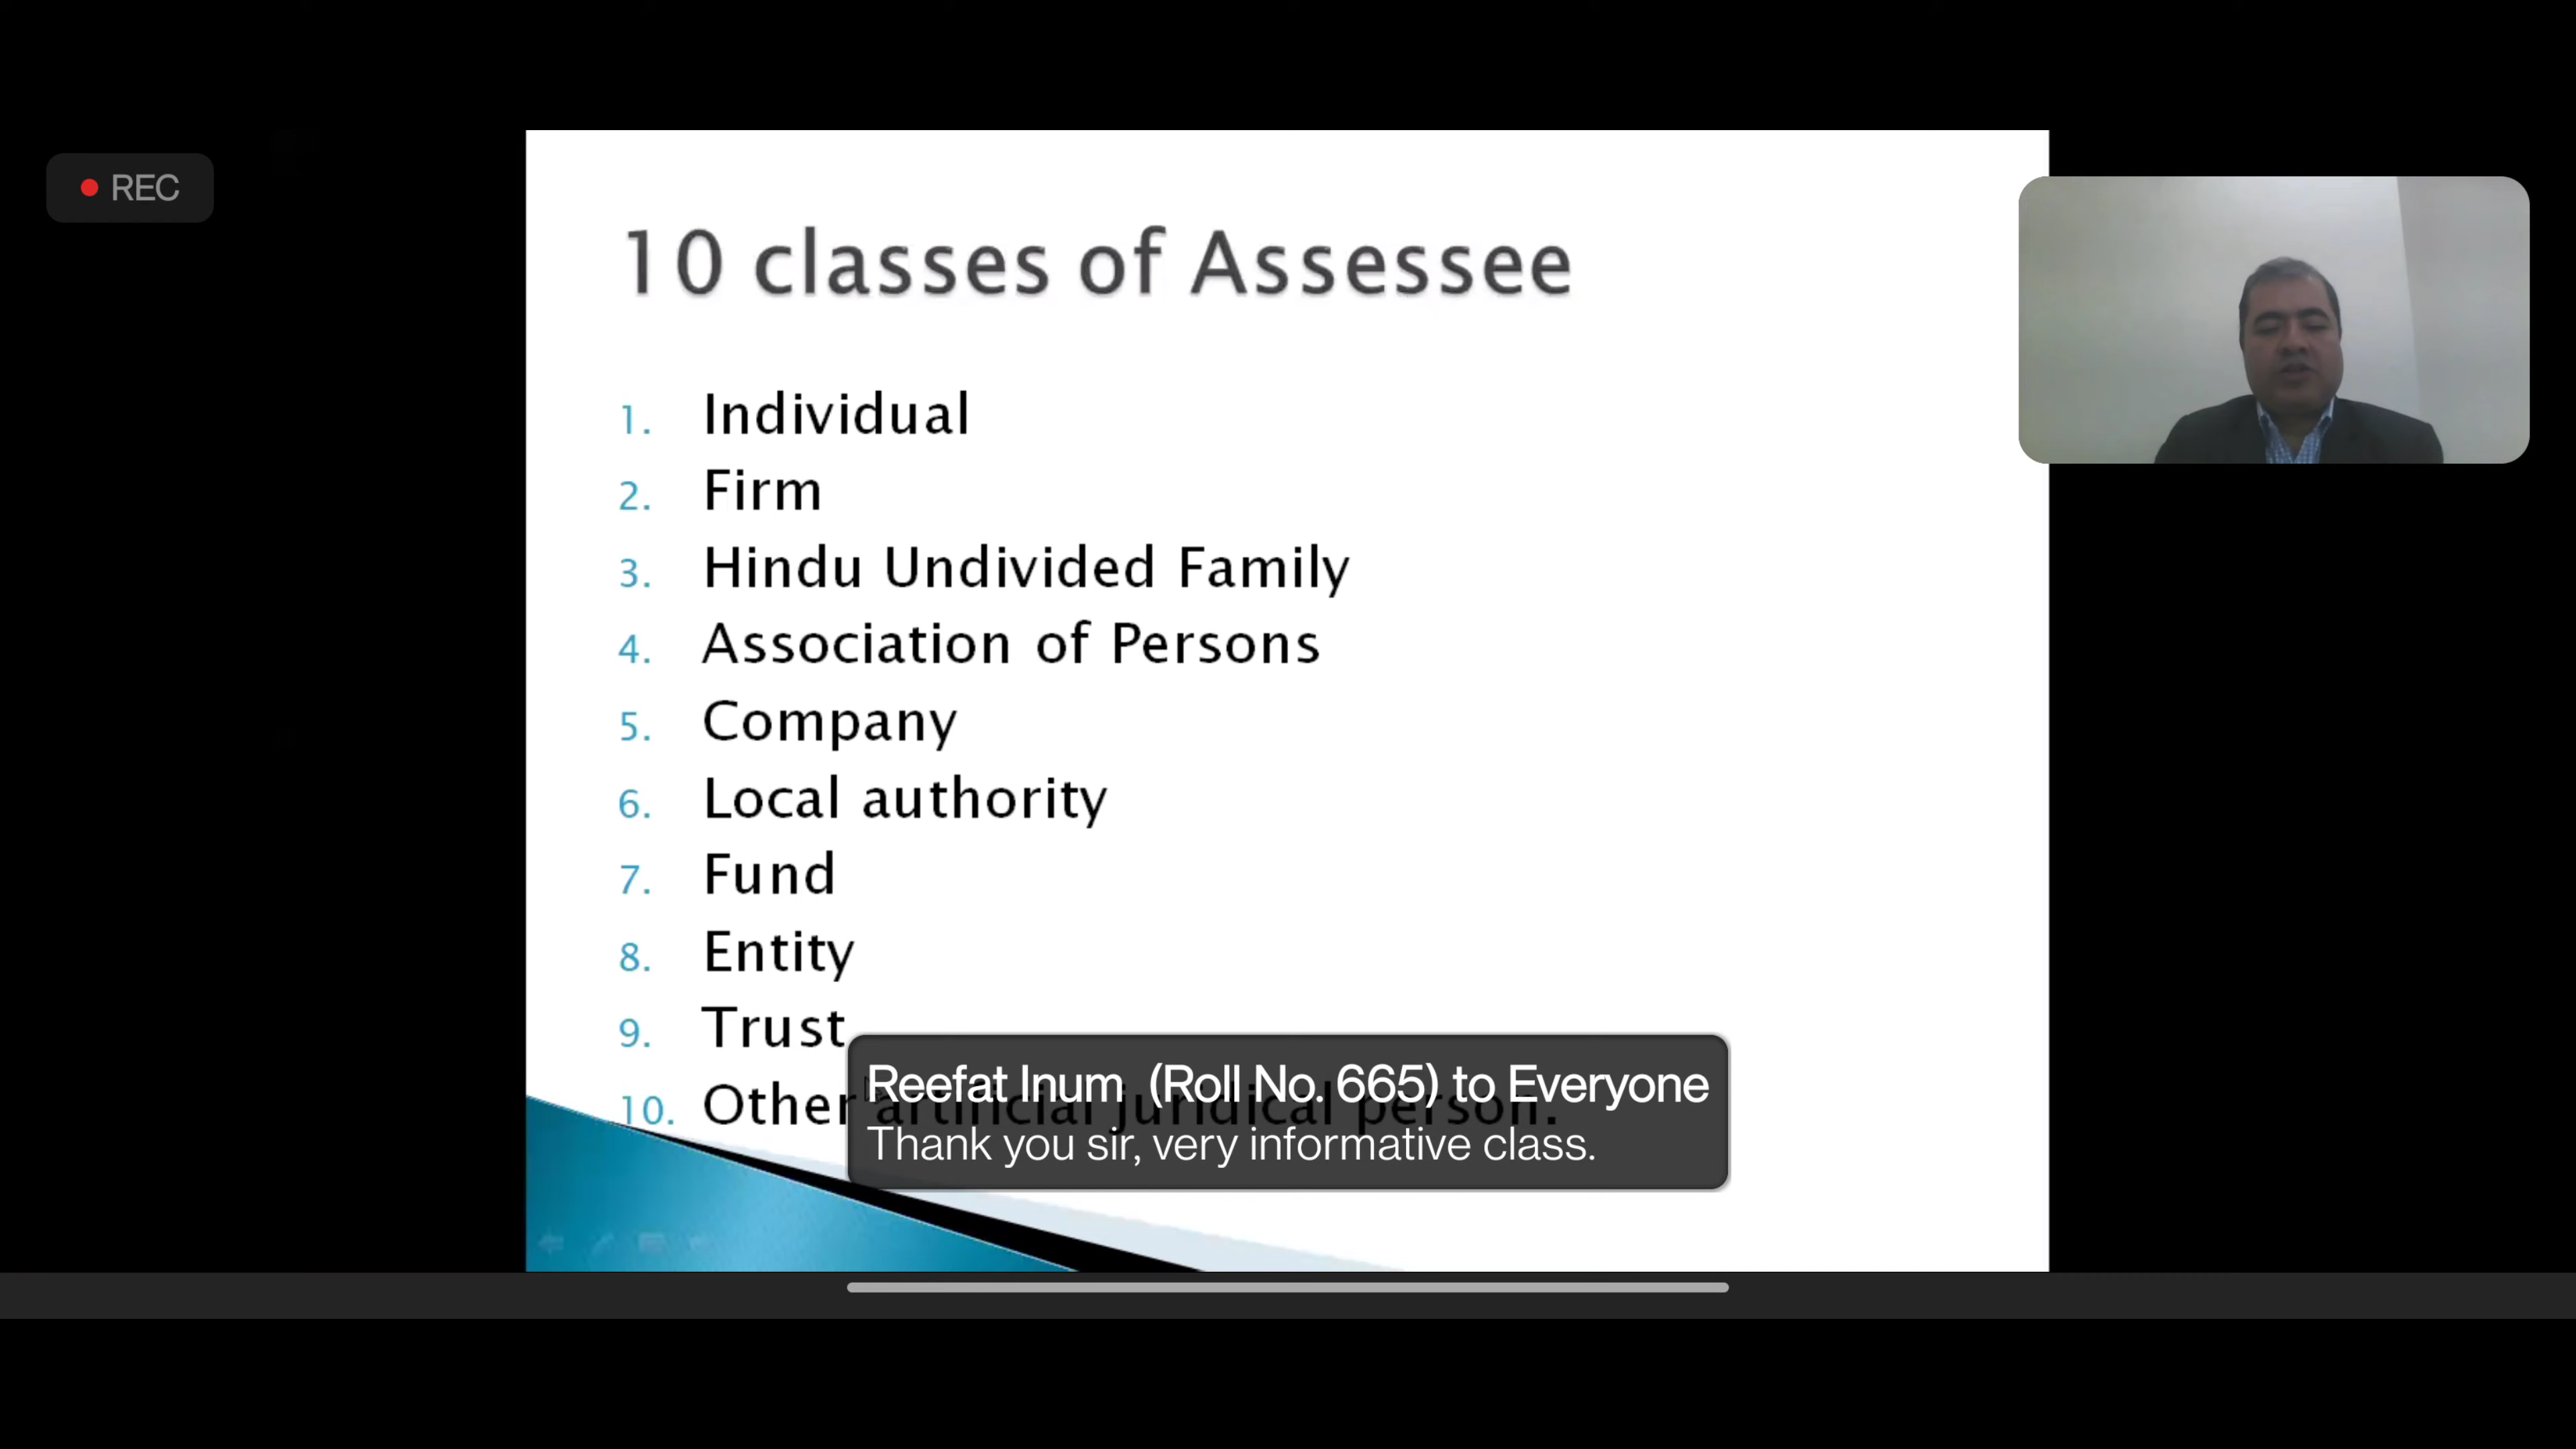 REC
10 classes of Assessee
1. Individual
2. Firm
3. Hindu Undivided Family
4. Association of Persons
5. Company
6. Local authority
7. Fund
8. Entity
9. Trust
10. Other artificial juridical person.
Reefat Inum (Roll No. 665) to Everyone
Thank you sir, very informative class.